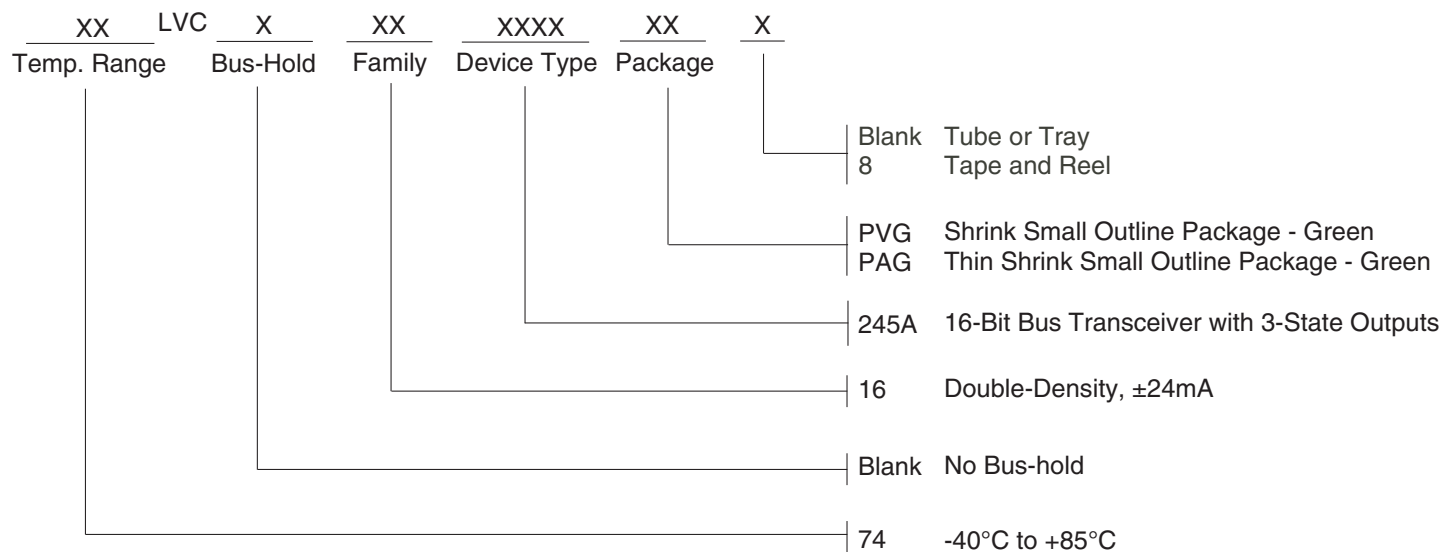 XX LVC X XX XXXX XX X
Temp. Range Bus-Hold Family Device Type Package
Blank Tube or Tray
8 Tape and Reel
PVG Shrink Small Outline Package - Green
PAG Thin Shrink Small Outline Package - Green
245A 16-Bit Bus Transceiver with 3-State Outputs
16 Double-Density, ±24mA
Blank No Bus-hold
74 -40°C to +85°C